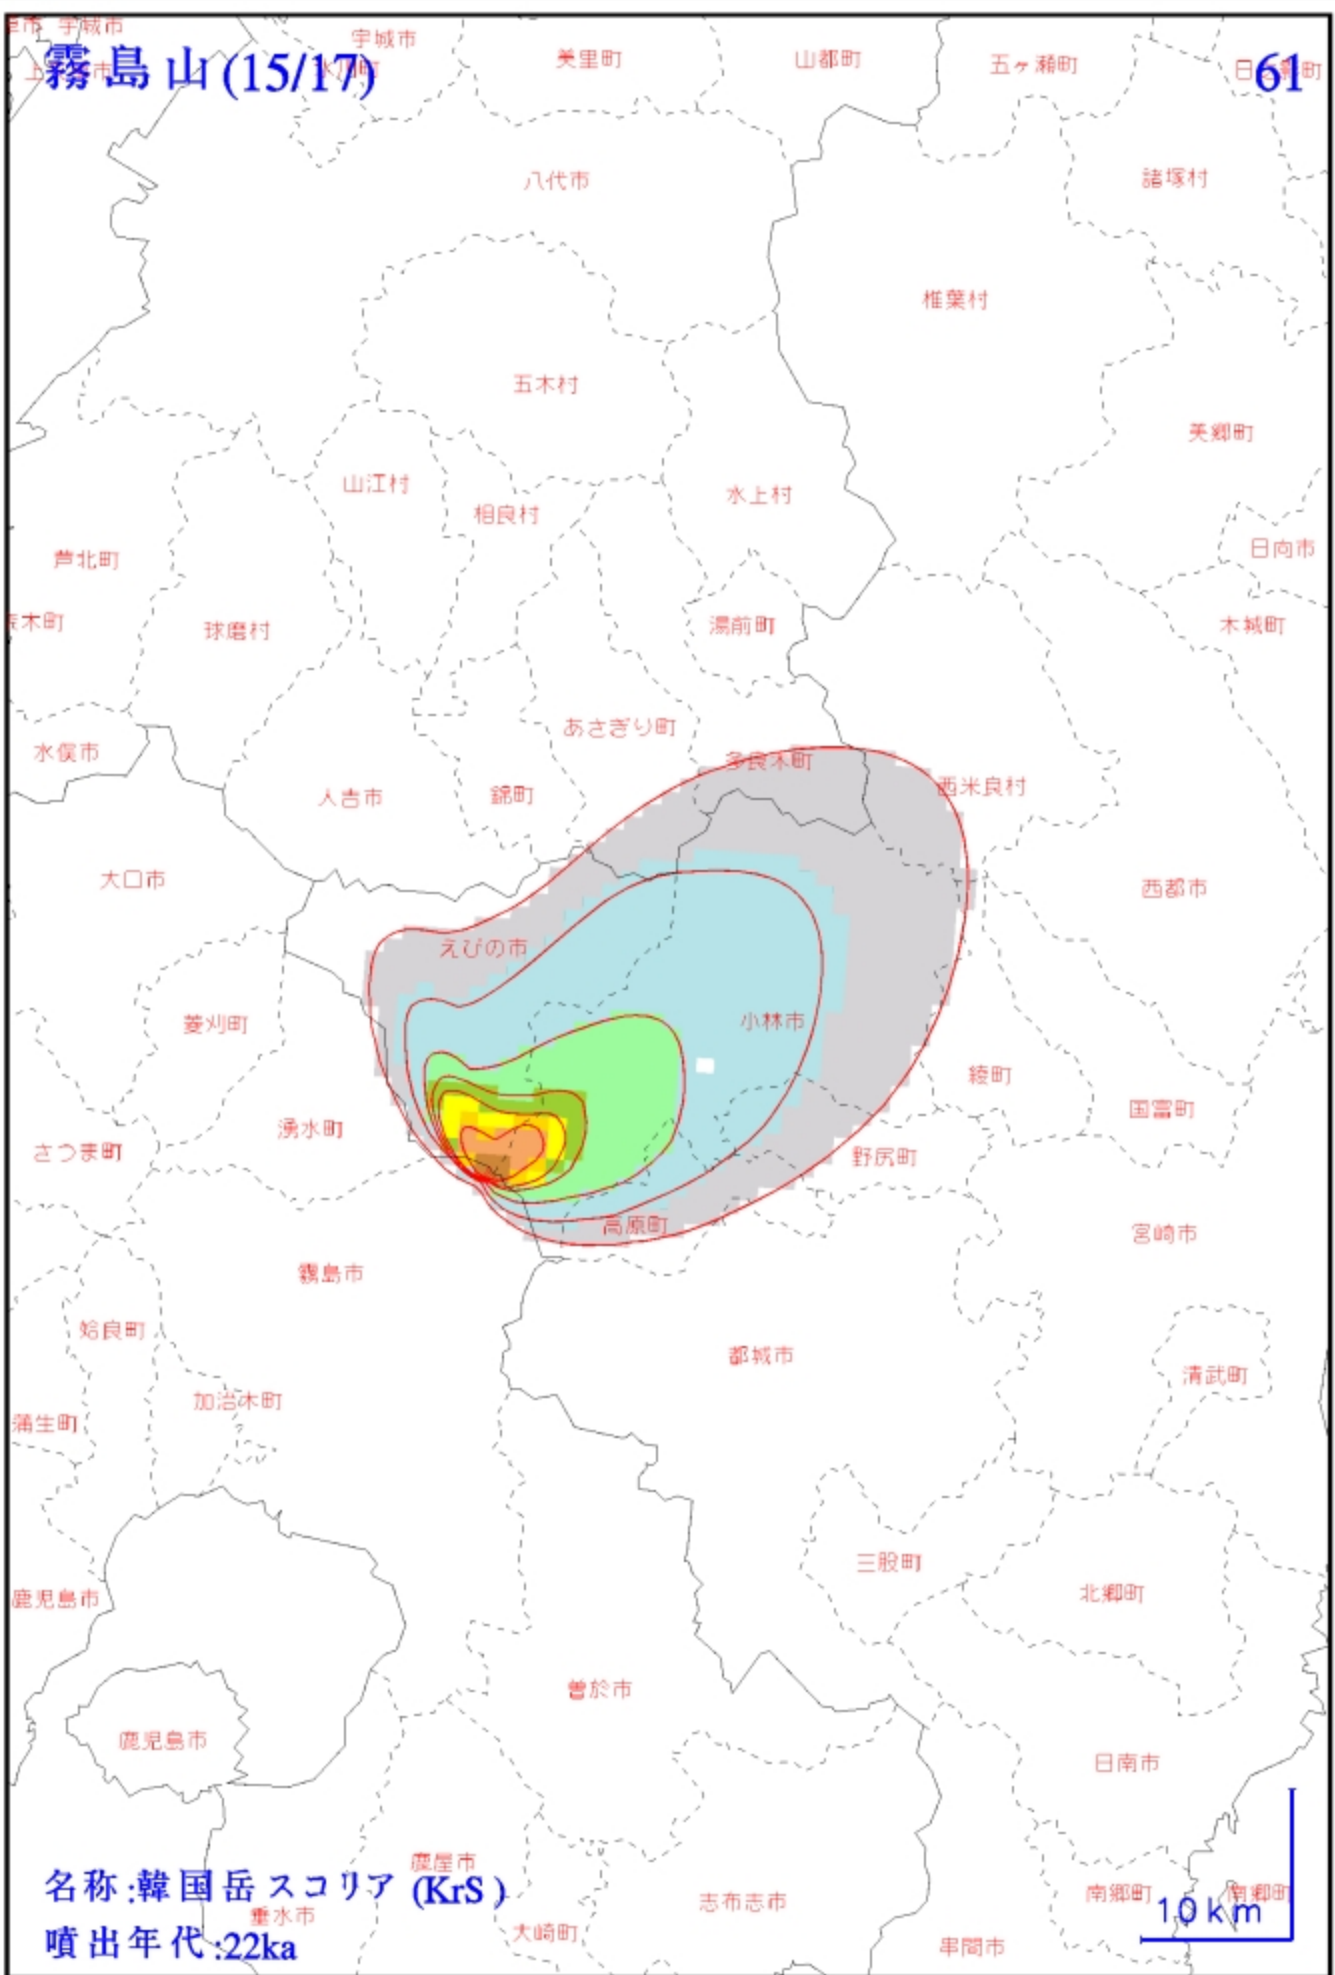 宇城市
宇城市
美里町
山都町
五ヶ瀬町
霧島山(15/17)
61
八代市
諸塚村
椎葉村
五木村
美郷町
山江村
水上村
相良村
日向市
芦北町
木町
球磨村
湯前町
木城町
あさぎり町
水俣市
多良木町
西米良村
人吉市
錦町
大口市
西都市
えびの市
菱刈町
小林市
綾町
国富町
湧水町
さつま町
野尻町
高原町
宮崎市
霧島市
姶良町
都城市
清武町
加治木町
蒲生町
三股町
北郷町
鹿児島市
曽於市
鹿児島市
日南市
鹿屋市
名称:韓国岳スコリア (KrS)
志布志市
南郷町
南郷町
10km
垂水市
大崎町
噴出年代:22ka
串間市